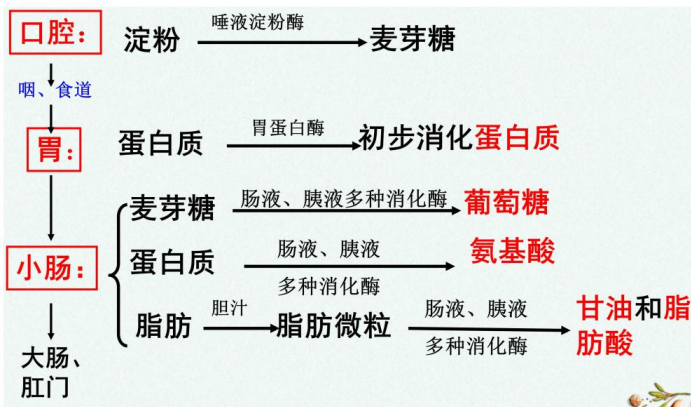 口腔：
淀粉
唾液淀粉酶
麦芽糖
咽、食道
胃：
蛋白质
胃蛋白酶
初步消化蛋白质
小肠：
麦芽糖
肠液、胰液多种消化酶
葡萄糖
蛋白质
肠液、胰液
多种消化酶
氨基酸
脂肪
胆汁
脂肪微粒
肠液、胰液
多种消化酶
甘油和脂
肪酸
大肠、
肛门